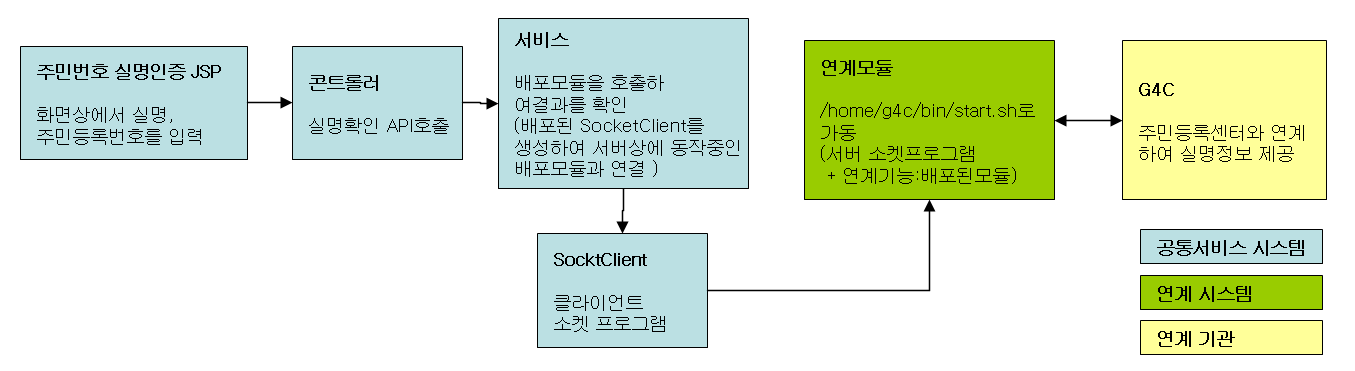 주민번호 실명인증 JSP
화면상에서 실명,
주민등록번호를 입력
콘트롤러
실명확인 API호출
서비스
배포모듈을 호출하
여결과를 확인
(배포된 SocketClient를
생성하여 서버상에 동작중인
배포모듈과 연결 )
SocktClient
클라이언트
소켓 프로그램
연계모듈
/home/g4c/bin/start.sh로
가동
(서버 소켓프로그램
+ 연계기능:배포된모듈)
G4C
주민등록센터와 연계
하여 실명정보 제공
공통서비스 시스템
연계 시스템
연계 기관